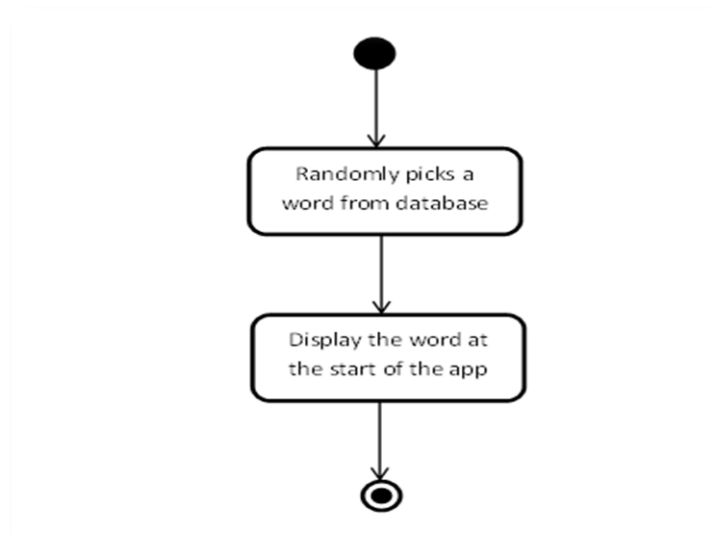 Randomly picks a
word from database
Display the word at
the start of the app